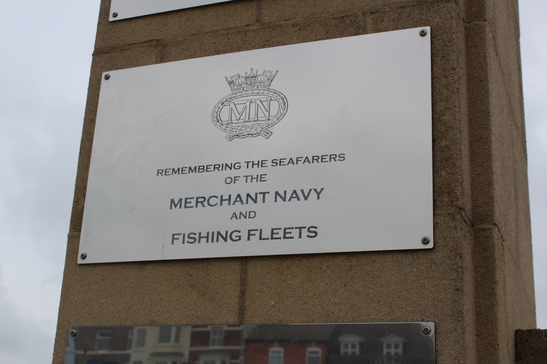 MN
REMEMBERING THE SEAFARERS
OF THE
MERCHANT NAVY
AND
FISHING FLEETS